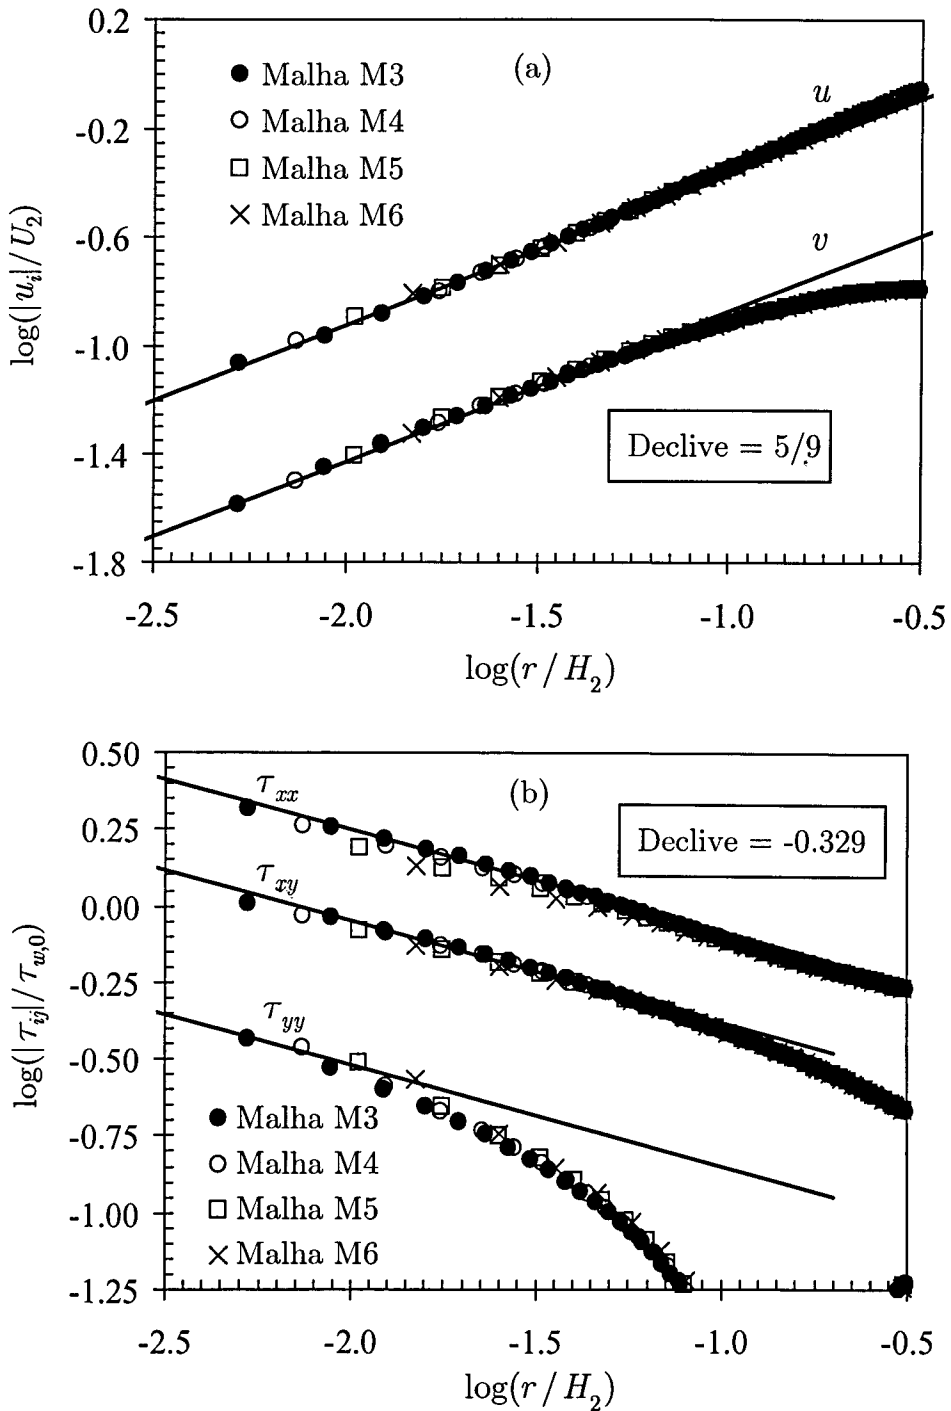 0.2
-0.2
-0.6
-1.0
-1.4
-1.8
log(|u_i|/U_2)
(a)
● Malha M3
○ Malha M4
□ Malha M5
× Malha M6
u
v
Declive = 5/9
-2.5 -2.0 -1.5 -1.0 -0.5
log(r / H_2)
0.50
0.25
0.00
-0.25
-0.50
-0.75
-1.00
-1.25
log(|τ_ij|/τ_w,0)
(b)
τ_xx
Declive = -0.329
τ_xy
τ_yy
● Malha M3
○ Malha M4
□ Malha M5
× Malha M6
-2.5 -2.0 -1.5 -1.0 -0.5
log(r / H_2)